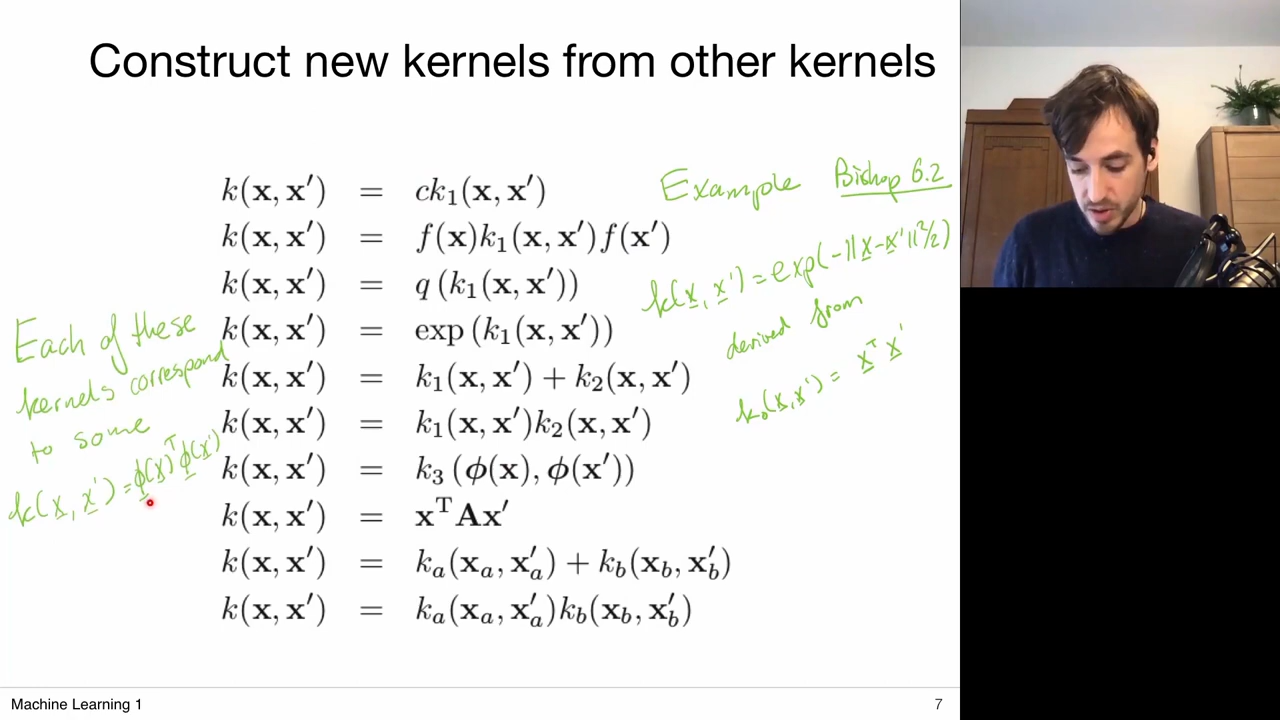 Construct new kernels from other kernels
k(x, x′) = ck₁(x, x′)
k(x, x′) = f(x)k₁(x, x′)f(x′)
k(x, x′) = q (k₁(x, x′))
k(x, x′) = exp (k₁(x, x′))
k(x, x′) = k₁(x, x′) + k₂(x, x′)
k(x, x′) = k₁(x, x′)k₂(x, x′)
k(x, x′) = k₃ (ϕ(x), ϕ(x′))
k(x, x′) = xᵀAx′
k(x, x′) = kₐ(xₐ, x′ₐ) + k_b(x_b, x′_b)
k(x, x′) = kₐ(xₐ, x′ₐ)k_b(x_b, x′_b)
Each of these
kernels correspond
to some
k(x, x′) = ϕ(x)ᵀϕ(x′)
Example Bishop 6.2
k(x, x′) = exp(-||x-x′||²/2)
derived from
k₀(x, x′) = xᵀx′
Machine Learning 1
7